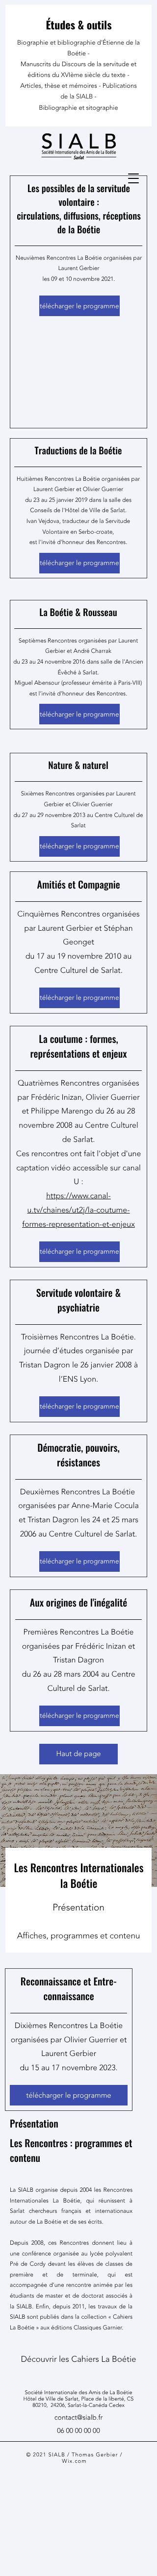 Études & outils
Biographie et bibliographie d'Étienne de la
Boétie -
Manuscrits du Discours de la servitude et
éditions du XVIème siècle du texte -
Articles, thèse et mémoires - Publications
de la SIALB -
Bibliographie et sitographie
SIALB
Société Internationale des Amis de La Boétie
Sarlat
Les possibles de la servitude
volontaire :
circulations, diffusions, réceptions
de la Boétie
Neuvièmes Rencontres La Boétie organisées par
Laurent Gerbier
les 09 et 10 novembre 2021.
télécharger le programme
Traductions de la Boétie
Huitièmes Rencontres La Boétie organisées par
Laurent Gerbier et Olivier Guerrier
du 23 au 25 janvier 2019 dans la salle des
Conseils de l'Hôtel de Ville de Sarlat.
Ivan Vejdova, traducteur de la Servitude
Volontaire en Serbo-croate,
est l'invité d'honneur des Rencontres.
télécharger le programme
La Boétie & Rousseau
Septièmes Rencontres organisées par Laurent
Gerbier et André Charrak
du 23 au 24 novembre 2016 dans salle de l'Ancien
Évêché à Sarlat.
Miguel Abensour (professeur émérite à Paris-VIII)
est l'invité d'honneur des Rencontres.
télécharger le programme
Nature & naturel
Sixièmes Rencontres organisées par Laurent
Gerbier et Olivier Guerrier
du 27 au 29 novembre 2013 au Centre Culturel de
Sarlat
télécharger le programme
Amitiés et Compagnie
Cinquièmes Rencontres organisées
par Laurent Gerbier et Stéphan
Geonget
du 17 au 19 novembre 2010 au
Centre Culturel de Sarlat.
télécharger le programme
La coutume : formes,
représentations et enjeux
Quatrièmes Rencontres organisées
par Frédéric Inizan, Olivier Guerrier
et Philippe Marengo du 26 au 28
novembre 2008 au Centre Culturel
de Sarlat.
Ces rencontres ont fait l'objet d'une
captation vidéo accessible sur canal
U :
https://www.canal-
u.tv/chaines/ut2j/la-coutume-
formes-representation-et-enjeux
télécharger le programme
Servitude volontaire &
psychiatrie
Troisièmes Rencontres La Boétie.
journée d'études organisée par
Tristan Dagron le 26 janvier 2008 à
l'ENS Lyon.
télécharger le programme
Démocratie, pouvoirs,
résistances
Deuxièmes Rencontres La Boétie
organisées par Anne-Marie Cocula
et Tristan Dagron les 24 et 25 mars
2006 au Centre Culturel de Sarlat.
télécharger le programme
Aux origines de l'inégalité
Premières Rencontres La Boétie
organisées par Frédéric Inizan et
Tristan Dagron
du 26 au 28 mars 2004 au Centre
Culturel de Sarlat.
télécharger le programme
Haut de page
Les Rencontres Internationales
la Boétie
Présentation
Affiches, programmes et contenu
Reconnaissance et Entre-
connaissance
Dixièmes Rencontres La Boétie
organisées par Olivier Guerrier et
Laurent Gerbier
du 15 au 17 novembre 2023.
télécharger le programme
Présentation
Les Rencontres : programmes et
contenu
La SIALB organise depuis 2004 les Rencontres
Internationales La Boétie, qui réunissent à
Sarlat chercheurs français et internationaux
autour de La Boétie et de ses écrits.
Depuis 2008, ces Rencontres donnent lieu à
une conférence organisée au lycée polyvalent
Pré de Cordy devant les élèves de classes de
première et de terminale, qui est
accompagnée d'une rencontre animée par les
étudiants de master et de doctorat associés à
la SIALB. Enfin, depuis 2011, les travaux de la
SIALB sont publiés dans la collection « Cahiers
La Boétie » aux éditions Classiques Garnier.
Découvrir les Cahiers La Boétie
Société Internationale des Amis de La Boétie
Hôtel de Ville de Sarlat, Place de la liberté, CS
80210, 24206, Sarlat-la-Canéda Cedex
contact@sialb.fr
06 00 00 00 00
© 2021 SIALB / Thomas Gerbier /
Wix.com